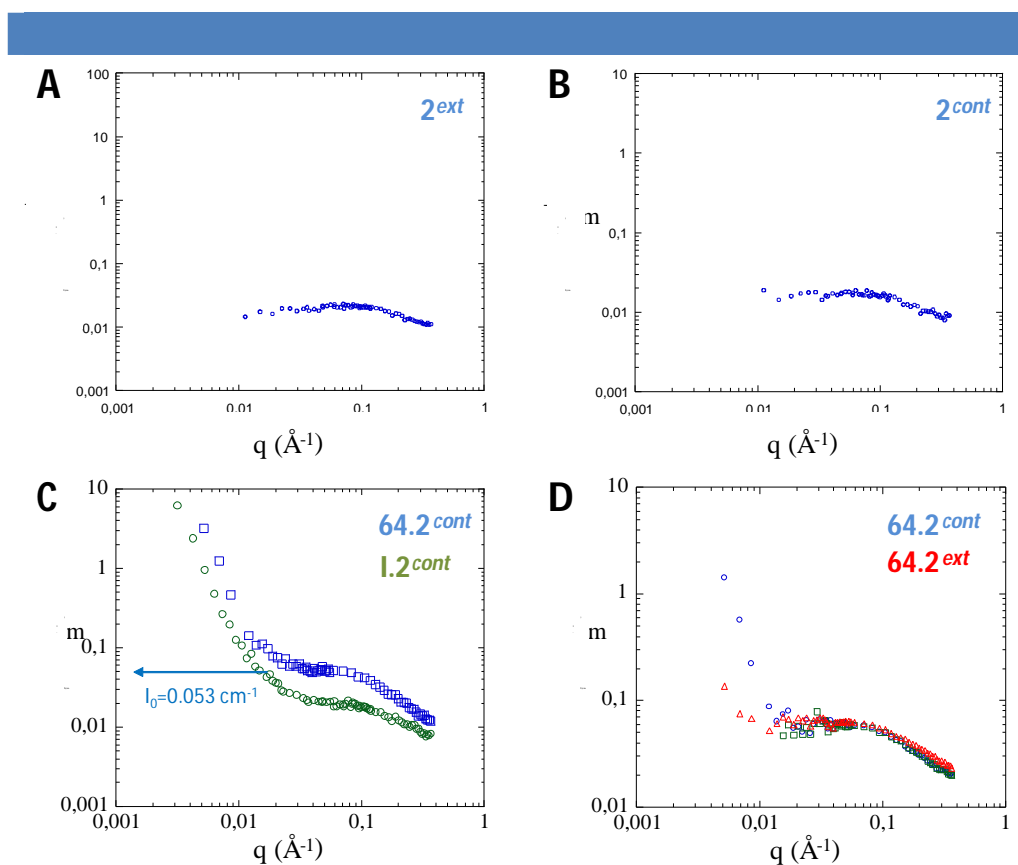 A
2ext
100
10
1
0,1
0,01
0,001
0,001
0.01
0.1
1
q (Å-1)
B
2cont
10
1
0,1
0,01
0,001
m
0,001
0.01
0.1
1
q (Å-1)
C
64.2cont
I.2cont
10
1
0,1
0,01
0,001
m
I0=0.053 cm-1
0,001
0,01
0,1
1
q (Å-1)
D
64.2cont
64.2ext
10
1
0,1
0,01
m
0,001
0,01
0,1
1
q (Å-1)